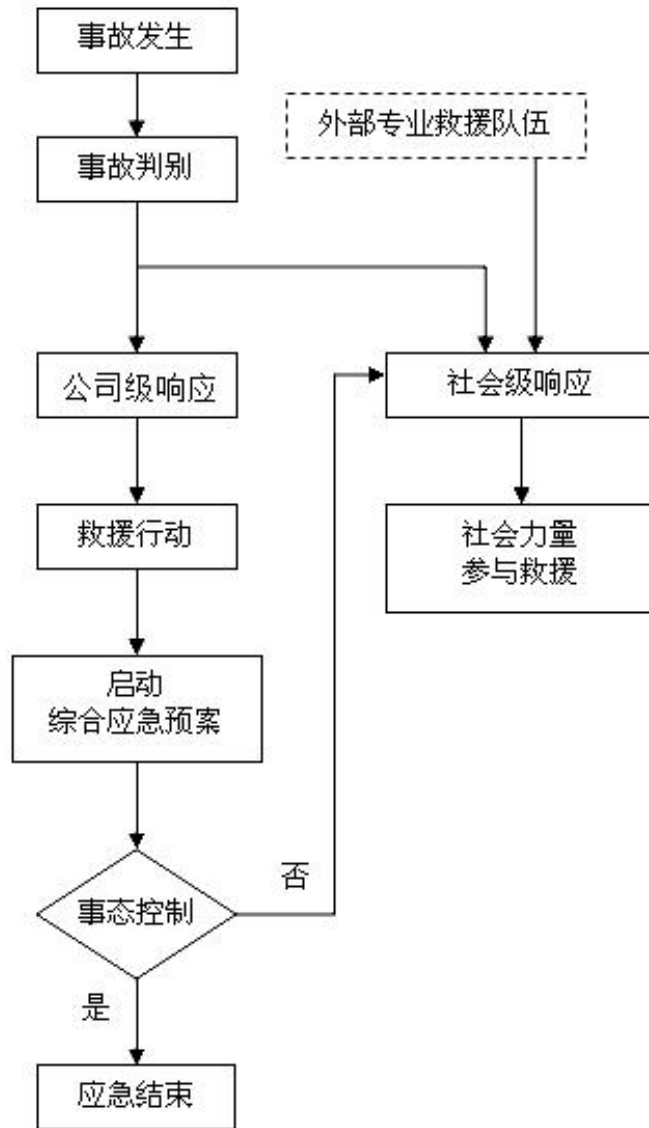 事故发生
外部专业救援队伍
事故判别
公司级响应
社会级响应
救援行动
社会力量
参与救援
启动
综合应急预案
否
事态控制
是
应急结束